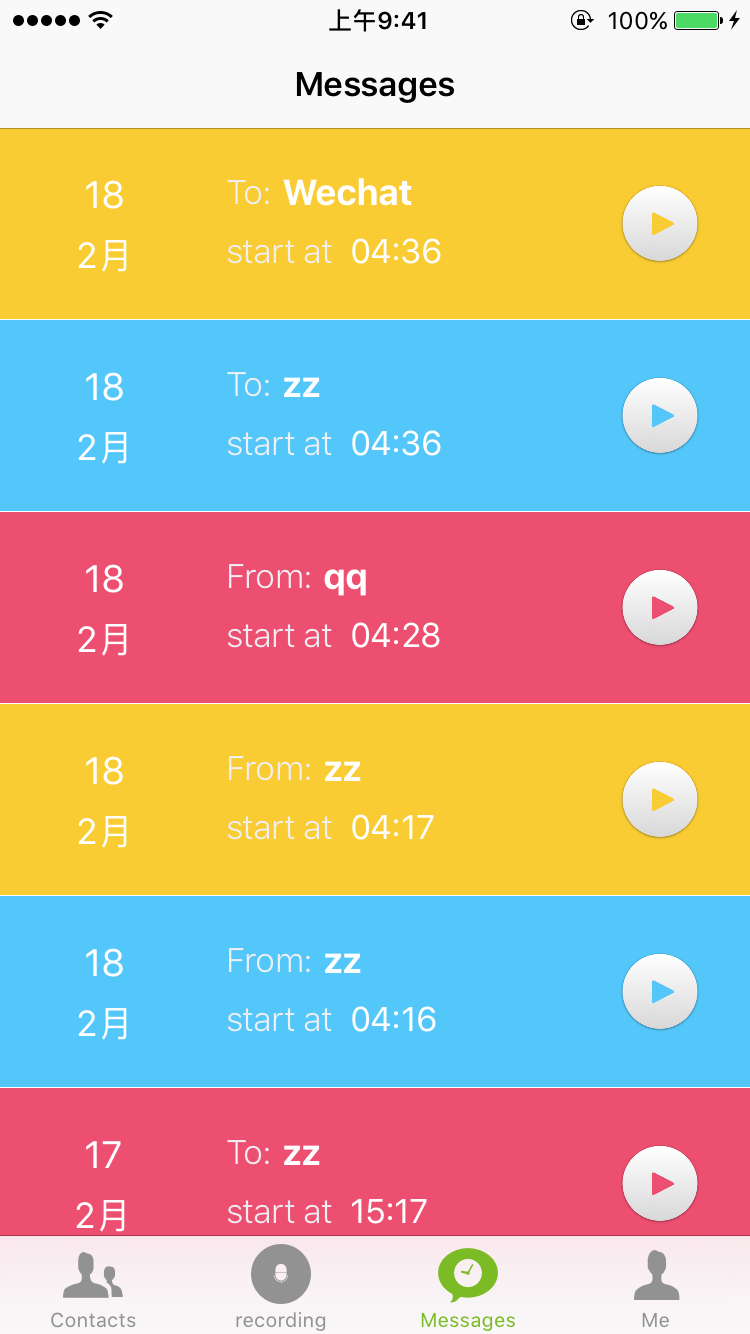 上午9:41
100%
Messages
18
To: Wechat
2月
start at 04:36
18
To: zz
2月
start at 04:36
18
From: qq
2月
start at 04:28
18
From: zz
2月
start at 04:17
18
From: zz
2月
start at 04:16
17
To: zz
2月
start at 15:17
Contacts
recording
Messages
Me